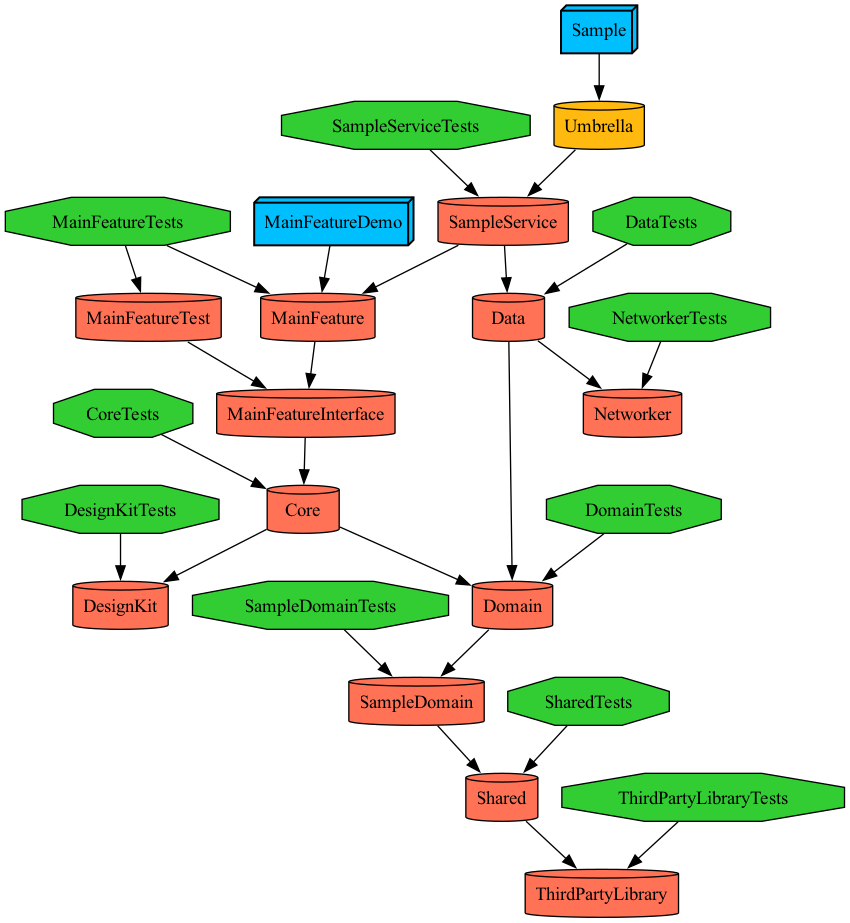 Sample
SampleServiceTests
Umbrella
MainFeatureTests
MainFeatureDemo
SampleService
DataTests
MainFeatureTest
MainFeature
Data
NetworkerTests
CoreTests
MainFeatureInterface
Networker
DesignKitTests
Core
DomainTests
DesignKit
SampleDomainTests
Domain
SampleDomain
SharedTests
Shared
ThirdPartyLibraryTests
ThirdPartyLibrary